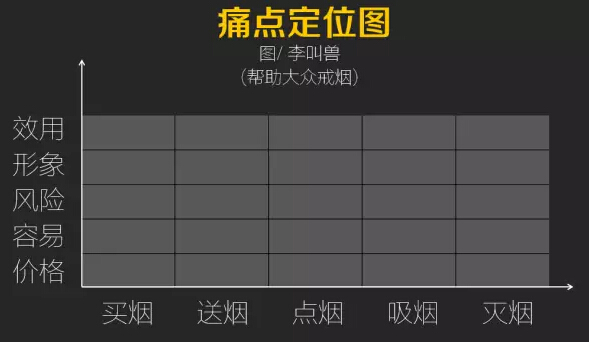 痛点定位图
图/李叫兽
(帮助大众戒烟)
效用
形象
风险
容易
价格
买烟 送烟 点烟 吸烟 灭烟